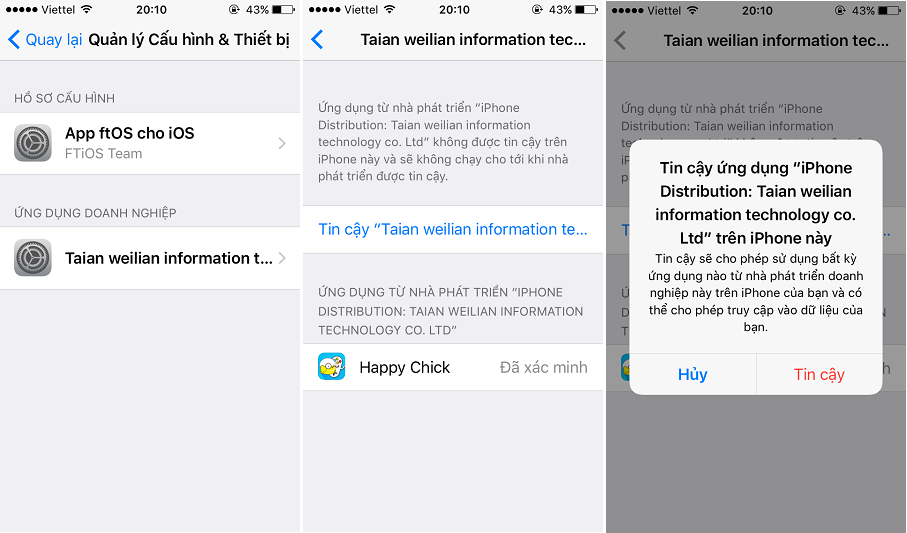 Viettel 20:10 43%
Quay lại Quản lý Cấu hình & Thiết bị
HỒ SƠ CẤU HÌNH
App ftOS cho iOS
FTiOS Team
ỨNG DỤNG DOANH NGHIỆP
Taian weilian information t...
Viettel 20:10 43%
Taian weilian information tec...
Ứng dụng từ nhà phát triển “iPhone
Distribution: Taian weilian information
technology co. Ltd” không được tin cậy trên
iPhone này và sẽ không chạy cho tới khi nhà
phát triển được tin cậy.
Tin cậy “Taian weilian information te...
ỨNG DỤNG TỪ NHÀ PHÁT TRIỂN “IPHONE
DISTRIBUTION: TAIAN WEILIAN INFORMATION
TECHNOLOGY CO. LTD”
Happy Chick Đã xác minh
Viettel 20:10 43%
Taian weilian information tec...
Ứng dụng từ nhà phát triển “iPhone
Distribution: Taian weilian information
Tin cậy ứng dụng “iPhone
Distribution: Taian weilian
information technology co.
Ltd” trên iPhone này
Tin cậy sẽ cho phép sử dụng bất kỳ
ứng dụng nào từ nhà phát triển doanh
nghiệp này trên iPhone của bạn và có
thể cho phép truy cập vào dữ liệu của
bạn.
Hủy Tin cậy